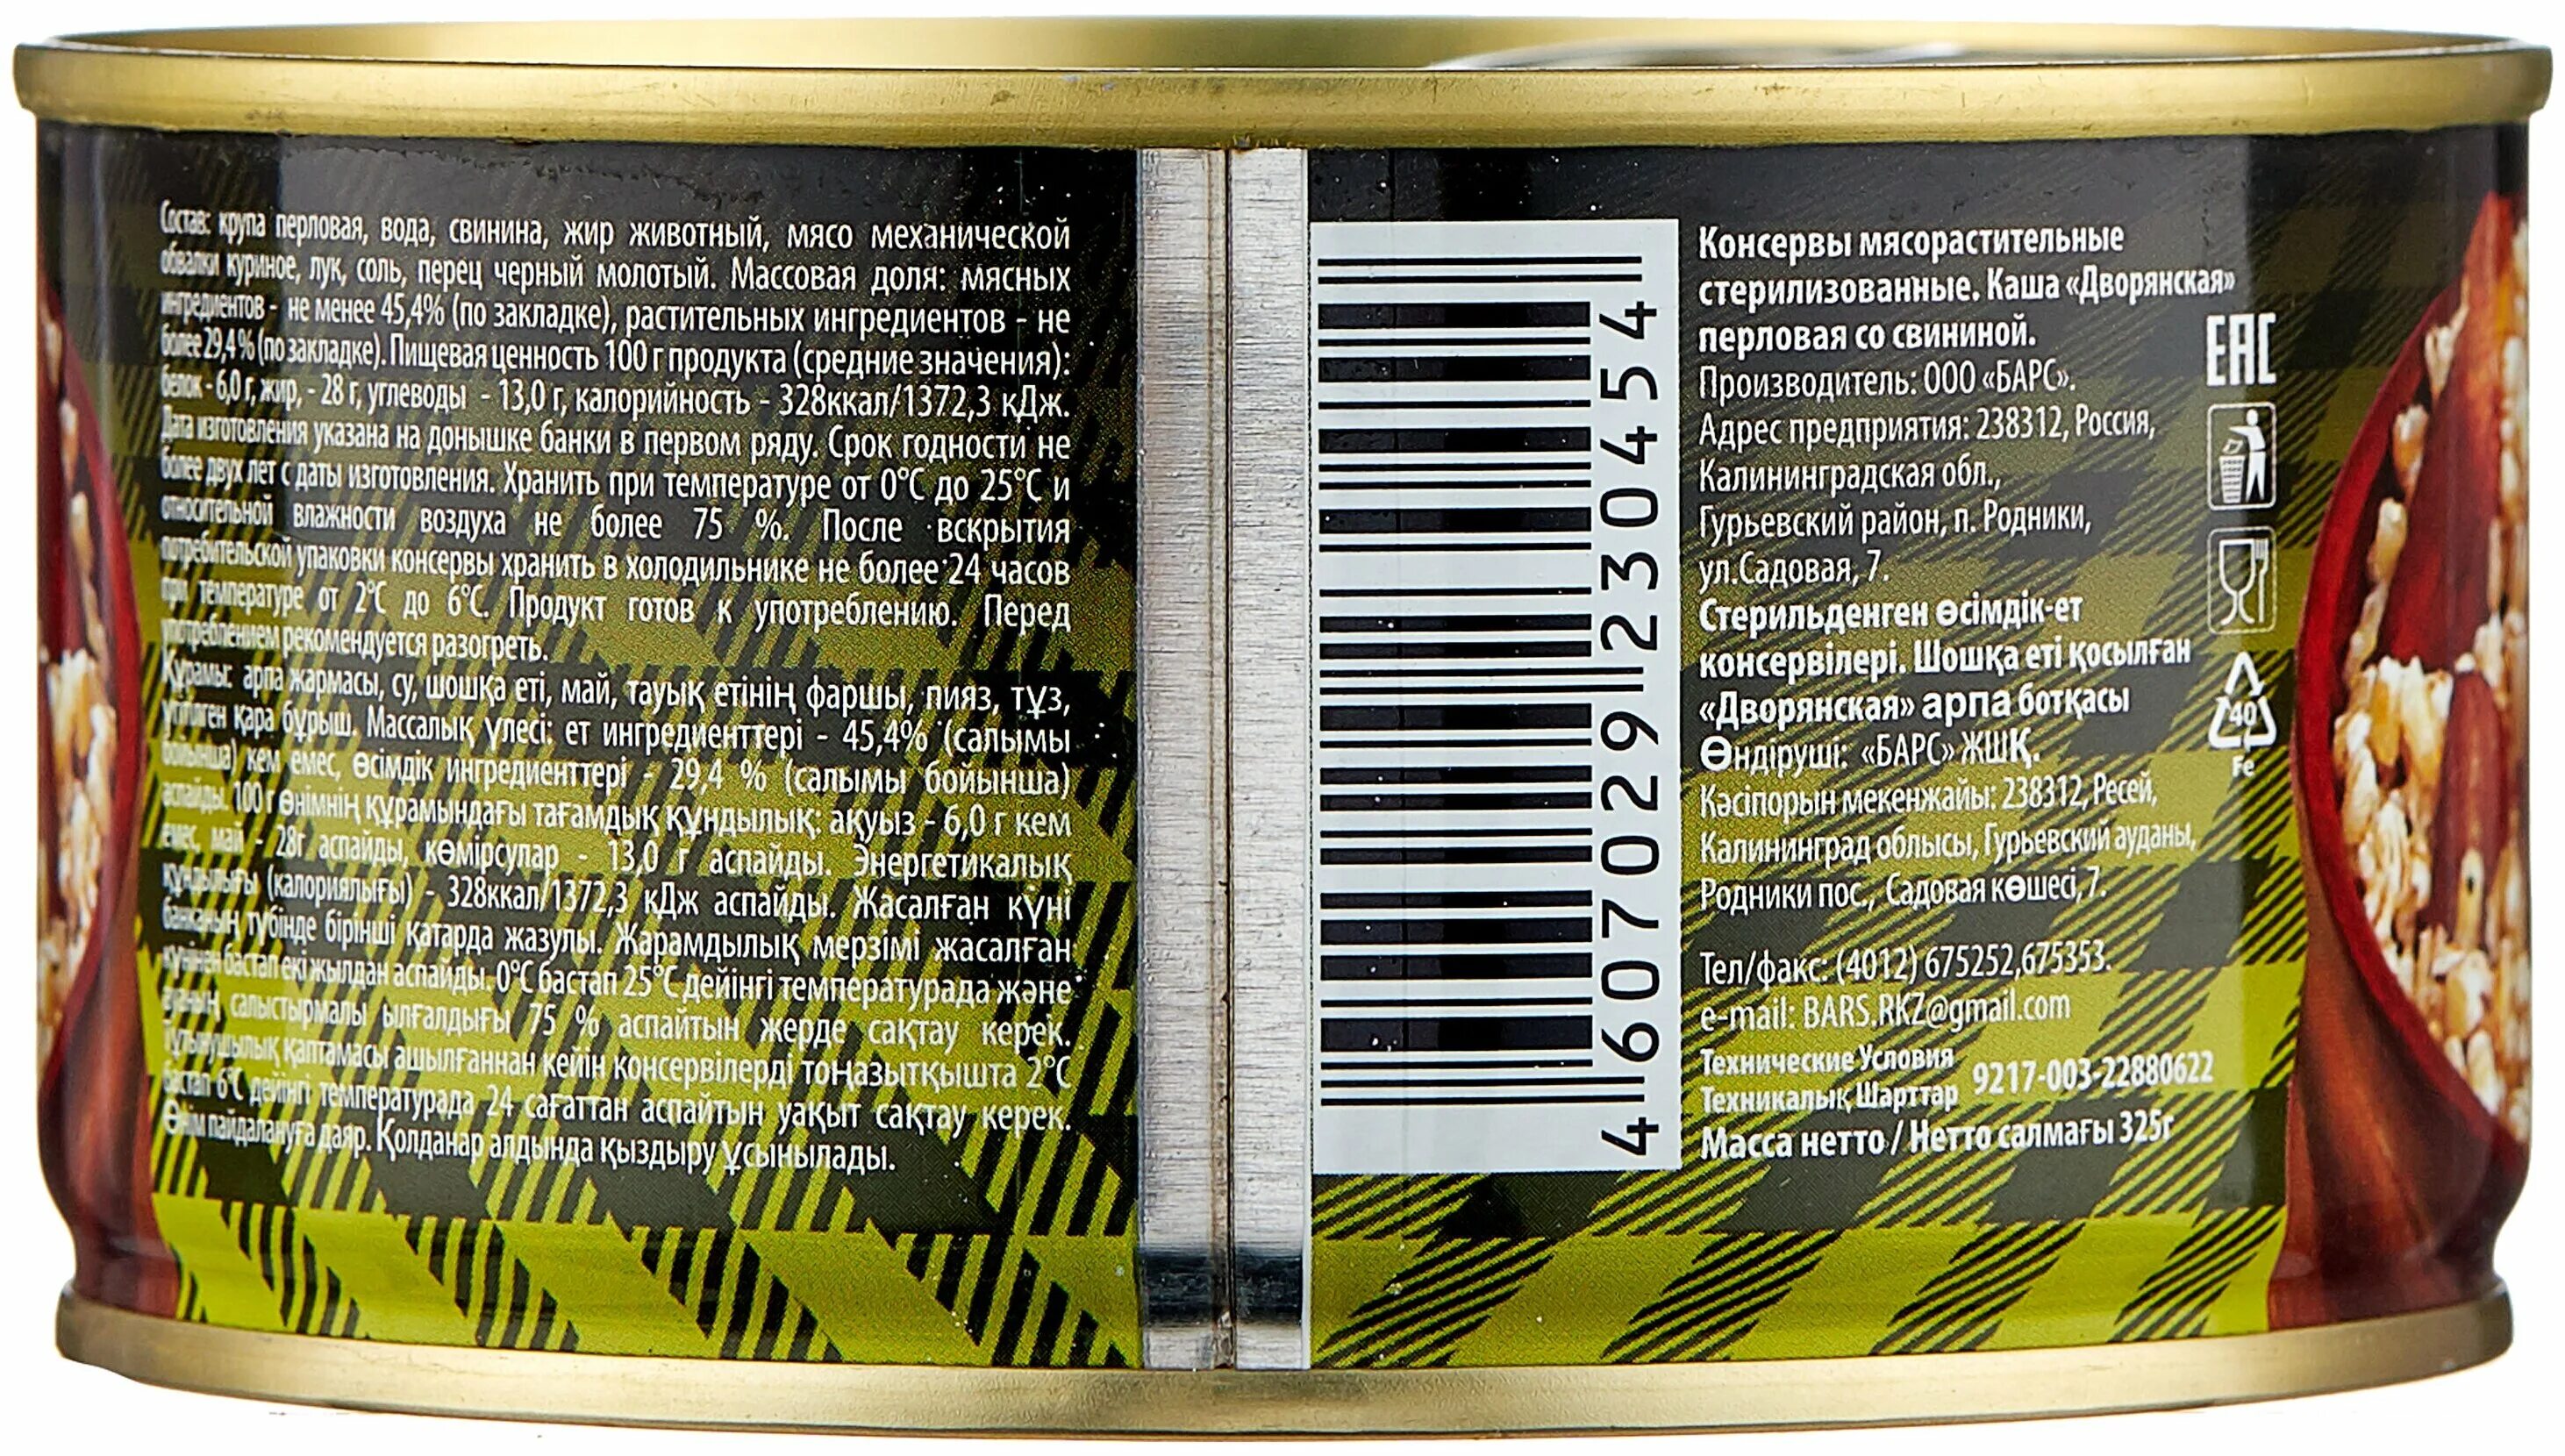 Состав: крупа перловая, вода, свинина, жир животный, мясо механической
обвалки куриное, лук, соль, перец черный молотый. Массовая доля: мясных
ингредиентов - не менее 45,4% (по закладке), растительных ингредиентов - не
более 29,4% (по закладке). Пищевая ценность 100 г продукта (средние значения):
белок - 6,0 г, жир, - 28 г, углеводы - 13,0 г, калорийность - 328ккал/1372,3 кДж.
Дата изготовления указана на донышке банки в первом ряду. Срок годности не
более двух лет с даты изготовления. Хранить при температуре от 0°С до 25°С и
относительной влажности воздуха не более 75 %. После вскрытия
потребительской упаковки консервы хранить в холодильнике не более 24 часов
при температуре от 2°С до 6°С. Продукт готов к употреблению. Перед
употреблением рекомендуется разогреть.
Құрамы: арпа жармасы, су, шошқа еті, май, тауық етінің фаршы, пияз, тұз,
үгітілген қара бұрыш. Массалық үлесі: ет ингредиенттері - 45,4% (салымы
бойынша) кем емес, өсімдік ингредиенттері - 29,4 % (салымы бойынша)
аспайды. 100 г өнімнің құрамындағы тағамдық құндылық: ақуыз - 6,0 г кем
емес, май - 28г аспайды, көмірсулар - 13,0 г аспайды. Энергетикалық
құндылығы (калориялығы) - 328ккал/1372,3 кДж аспайды. Жасалған күні
банканың түбінде бірінші қатарда жазулы. Жарамдылық мерзімі жасалған
күнінен бастап екі жылдан аспайды. 0°С бастап 25°С дейінгі температурада және
ауаның салыстырмалы ылғалдығы 75 % аспайтын жерде сақтау керек.
Тұтынушылық қаптамасы ашылғаннан кейін консервілерді тоңазытқышта 2°С
бастап 6°С дейінгі температурада 24 сағаттан аспайтын уақыт сақтау керек.
Өнім пайдалануға даяр. Қолданар алдында қыздыру ұсынылады.
4607029230454
Консервы мясорастительные
стерилизованные. Каша «Дворянская»
перловая со свининой.
Производитель: ООО «БАРС».
Адрес предприятия: 238312, Россия,
Калининградская обл.,
Гурьевский район, п. Родники,
ул.Садовая, 7.
Стерильденген өсімдік-ет
консервілері. Шошқа еті қосылған
«Дворянская» арпа ботқасы
Өндіруші: «БАРС» ЖШҚ.
Кәсіпорын мекенжайы: 238312, Ресей,
Калининград облысы, Гурьевский ауданы,
Родники пос., Садовая көшесі, 7.
Тел/факс: (4012) 675252,675353.
e-mail: BARS.RKZ@gmail.com
Технические Условия
Техникалық Шарттар 9217-003-22880622
Масса нетто / Нетто салмағы 325г
EAC
40
Fe